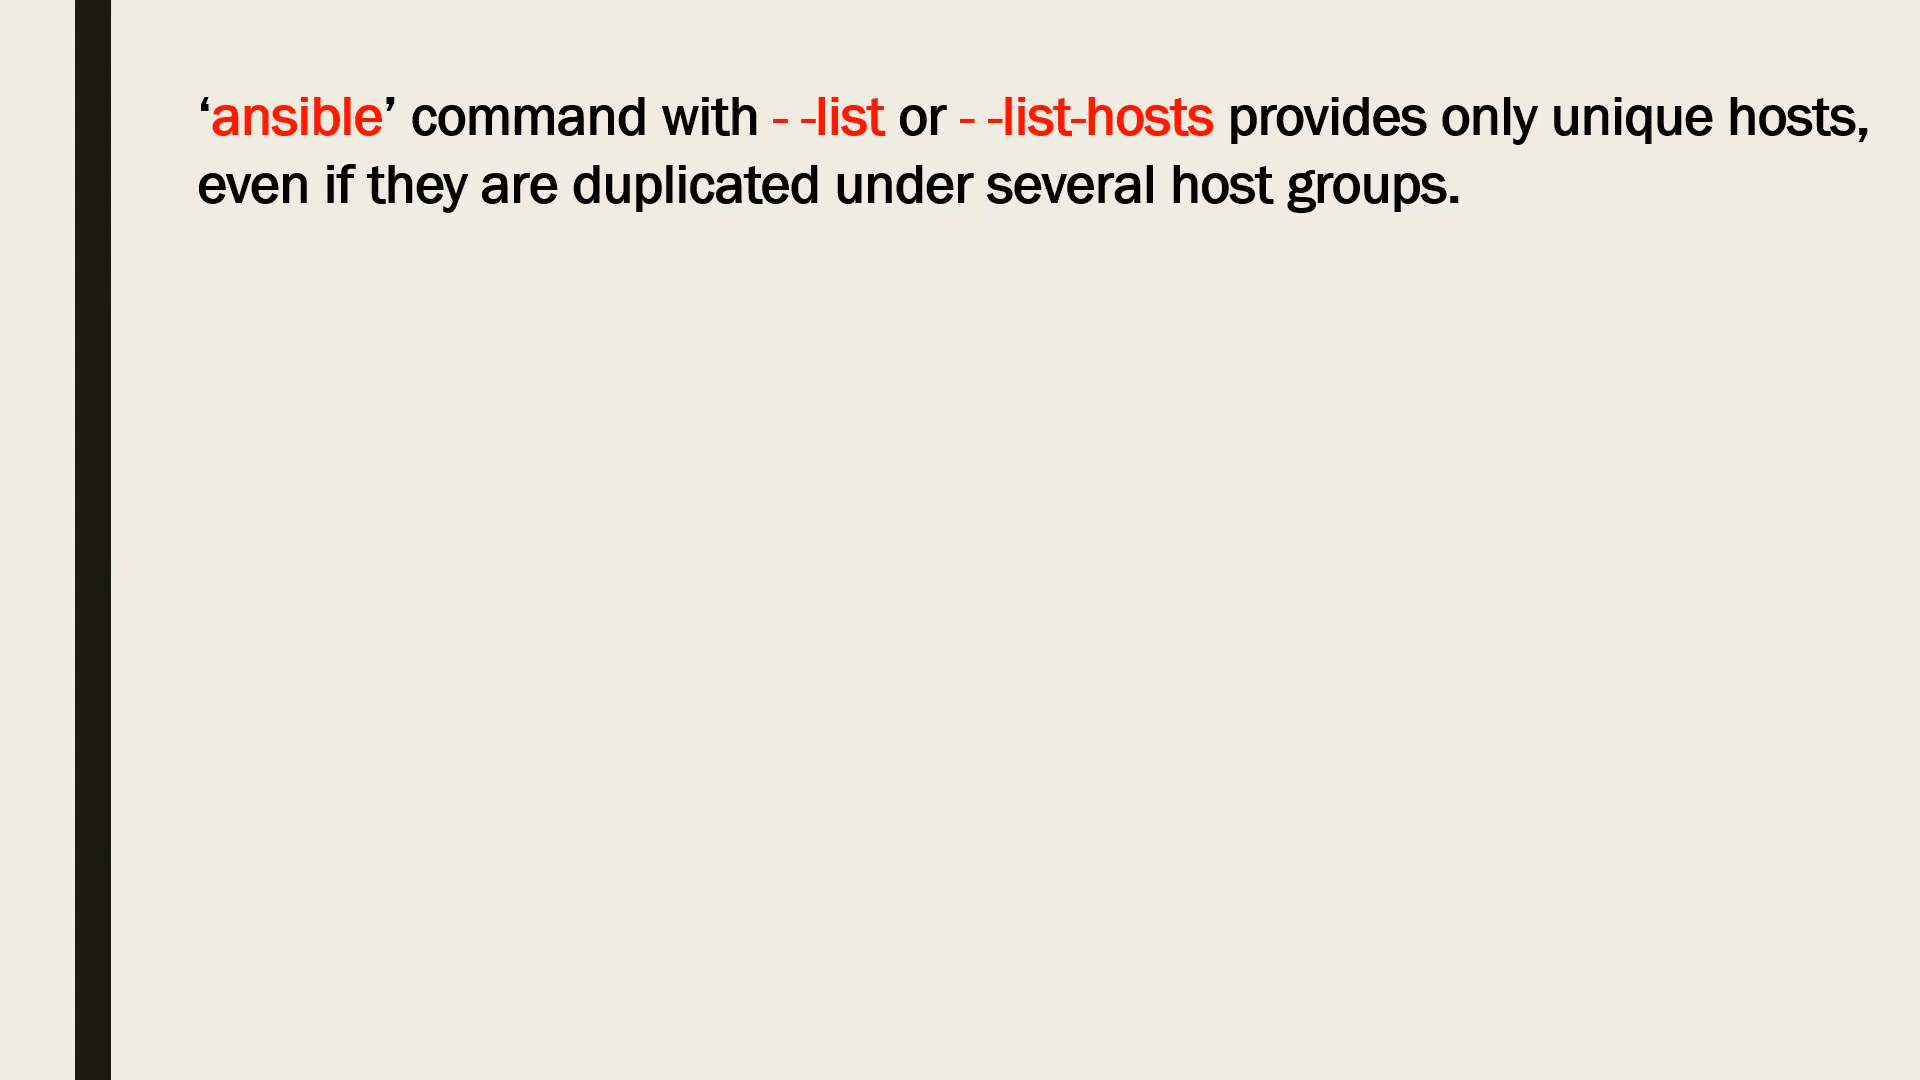 ‘ansible’ command with - -list or - -list-hosts provides only unique hosts,
even if they are duplicated under several host groups.